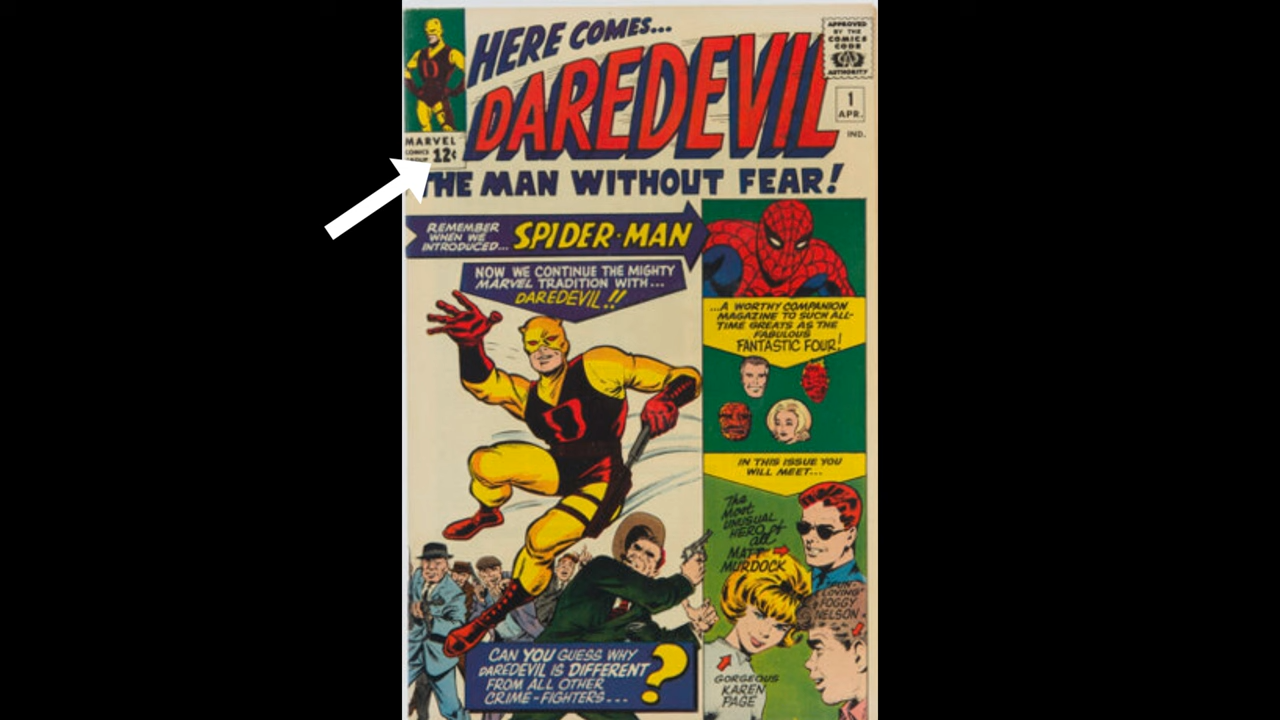 HERE COMES...
DAREDEVIL
APPROVED
BY THE
COMICS
CODE
AUTHORITY
1
APR.
IND.
MARVEL
COMICS
12¢
THE MAN WITHOUT FEAR!
REMEMBER
WHEN WE
INTRODUCED...
SPIDER-MAN
NOW WE CONTINUE THE MIGHTY
MARVEL TRADITION WITH...
DAREDEVIL!!
...A WORTHY COMPANION
MAGAZINE TO SUCH ALL-
TIME GREATS AS THE
FABULOUS
FANTASTIC FOUR!
IN THIS ISSUE YOU
WILL MEET...
The
Most
UNUSUAL
HERO of
all
MATT
MURDOCK
LOVING"
FOGGY
NELSON
GORGEOUS
KAREN
PAGE
CAN YOU GUESS WHY
DAREDEVIL IS DIFFERENT
FROM ALL OTHER
CRIME-FIGHTERS...
?